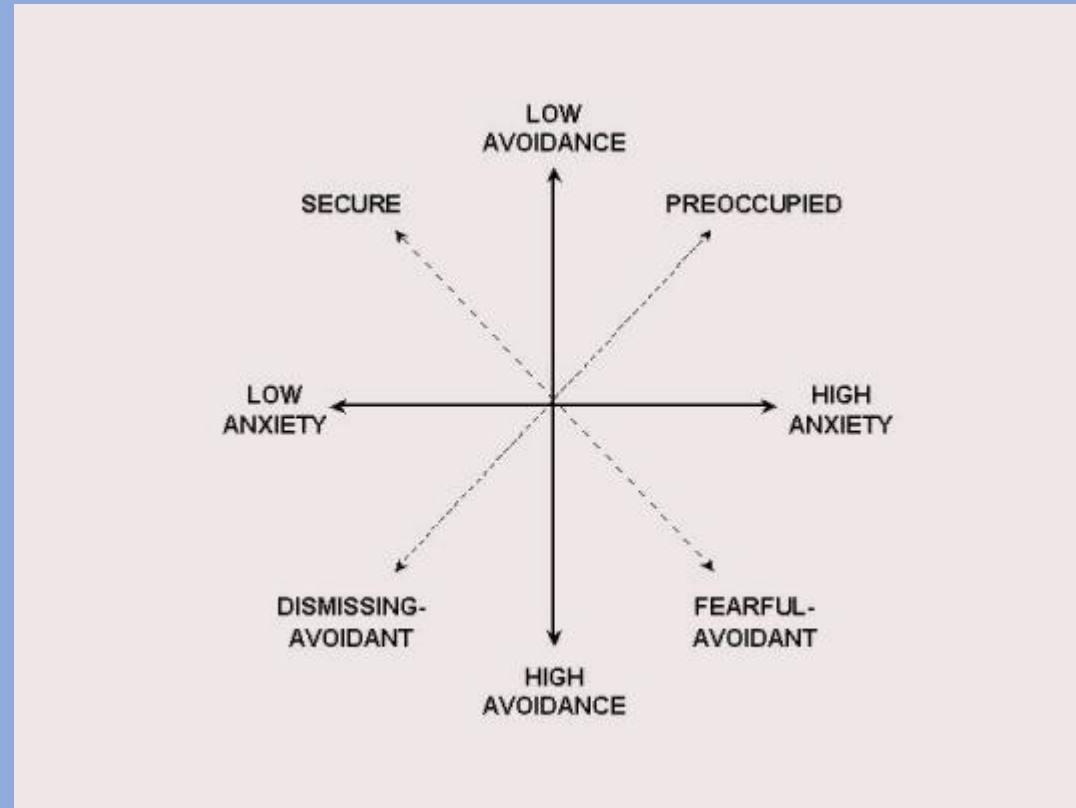 LOW
AVOIDANCE
SECURE
PREOCCUPIED
LOW
ANXIETY
HIGH
ANXIETY
DISMISSING-
AVOIDANT
FEARFUL-
AVOIDANT
HIGH
AVOIDANCE